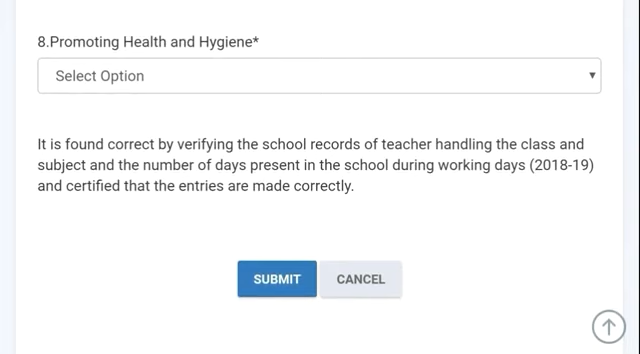 8.Promoting Health and Hygiene*
Select Option
It is found correct by verifying the school records of teacher handling the class and
subject and the number of days present in the school during working days (2018-19)
and certified that the entries are made correctly.
SUBMIT CANCEL